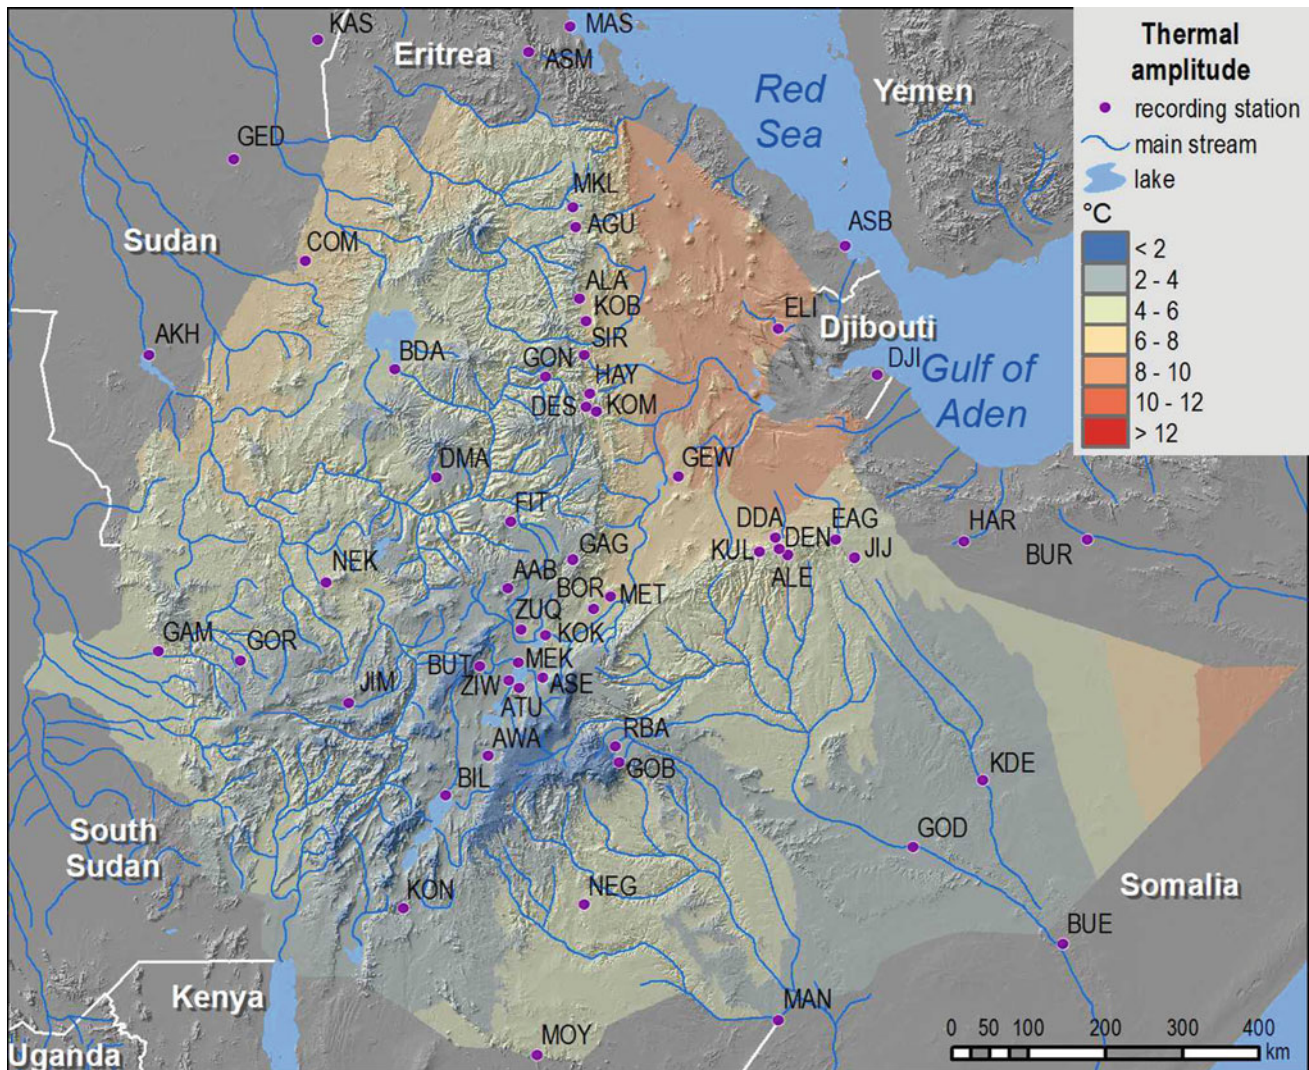 KAS
MAS
Eritrea
ASM
Thermal
amplitude
Red
Sea
Yemen
recording station
GED
main stream
lake
MKL
°C
AGU
ASB
Sudan
< 2
COM
2 - 4
ALA
4 - 6
KOB
ELI
6 - 8
SIR
Djibouti
AKH
BDA
GON
DJI
Gulf of
Aden
8 - 10
HAY
10 - 12
DES
KOM
> 12
DMA
GEW
FIT
DDA
EAG
HAR
KUL
DEN
JIJ
BUR
GAG
ALE
NEK
AAB
BOR
MET
ZUQ
GAM
GOR
KOK
BUT
MEK
JIM
ZIW
ASE
ATU
AWA
RBA
GOB
KDE
BIL
South
Sudan
GOD
NEG
Somalia
KON
BUE
Kenya
MAN
MOY
0 50 100 200 300 400
km
Uganda